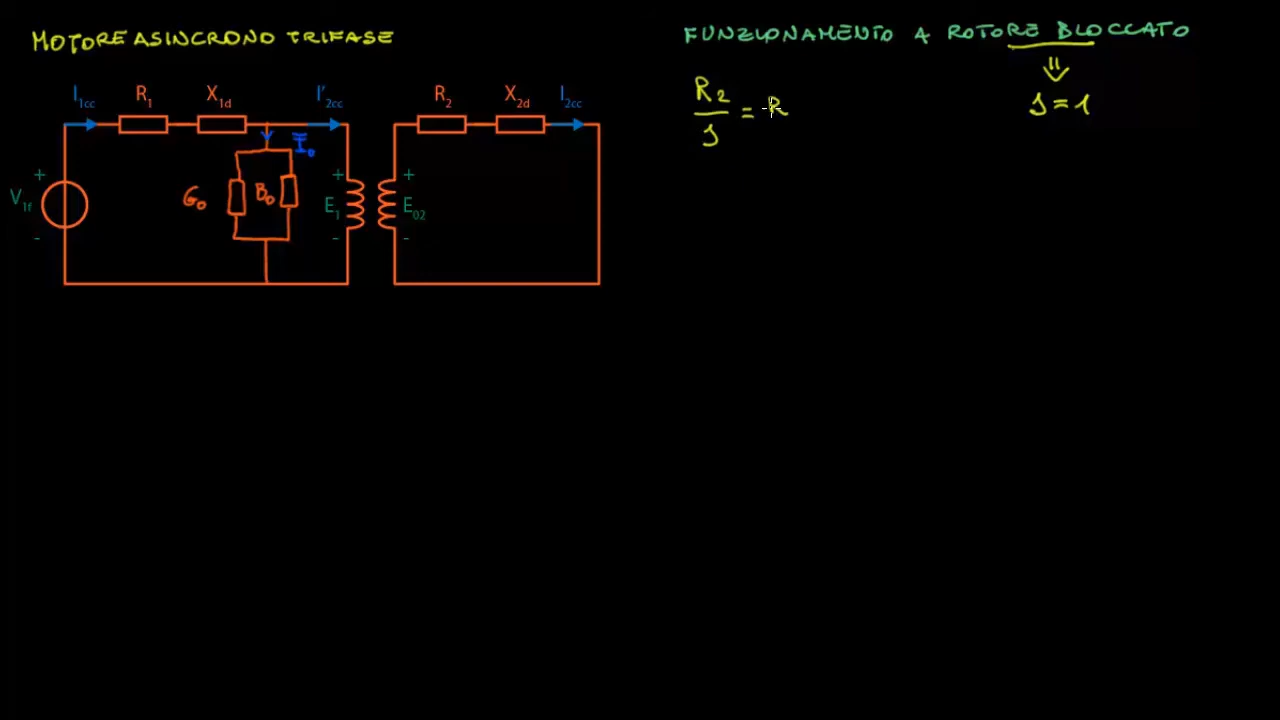 MOTORE ASINCRONO TRIFASE
FUNZIONAMENTO A ROTORE BLOCCATO
⇓
s = 1
R₂/s = R
I₁cc R₁ X₁d I'₂cc R₂ X₂d I₂cc
Ī₀
+ + +
V₁f G₀ B₀ E₁ E₀₂
- - -